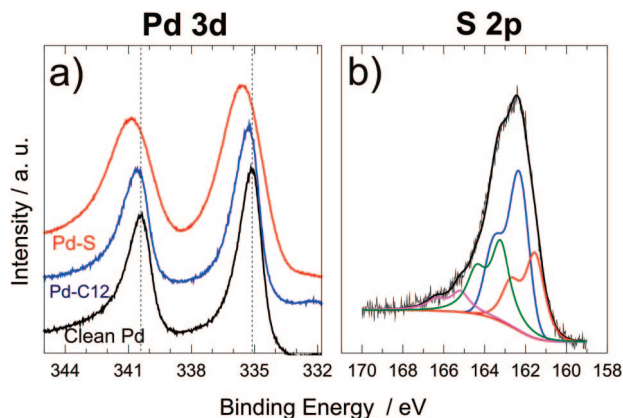 Pd 3d
S 2p
a)
b)
Intensity / a. u.
Pd-S
Pd-C12
Clean Pd
344 341 338 335 332
170 168 166 164 162 160 158
Binding Energy / eV